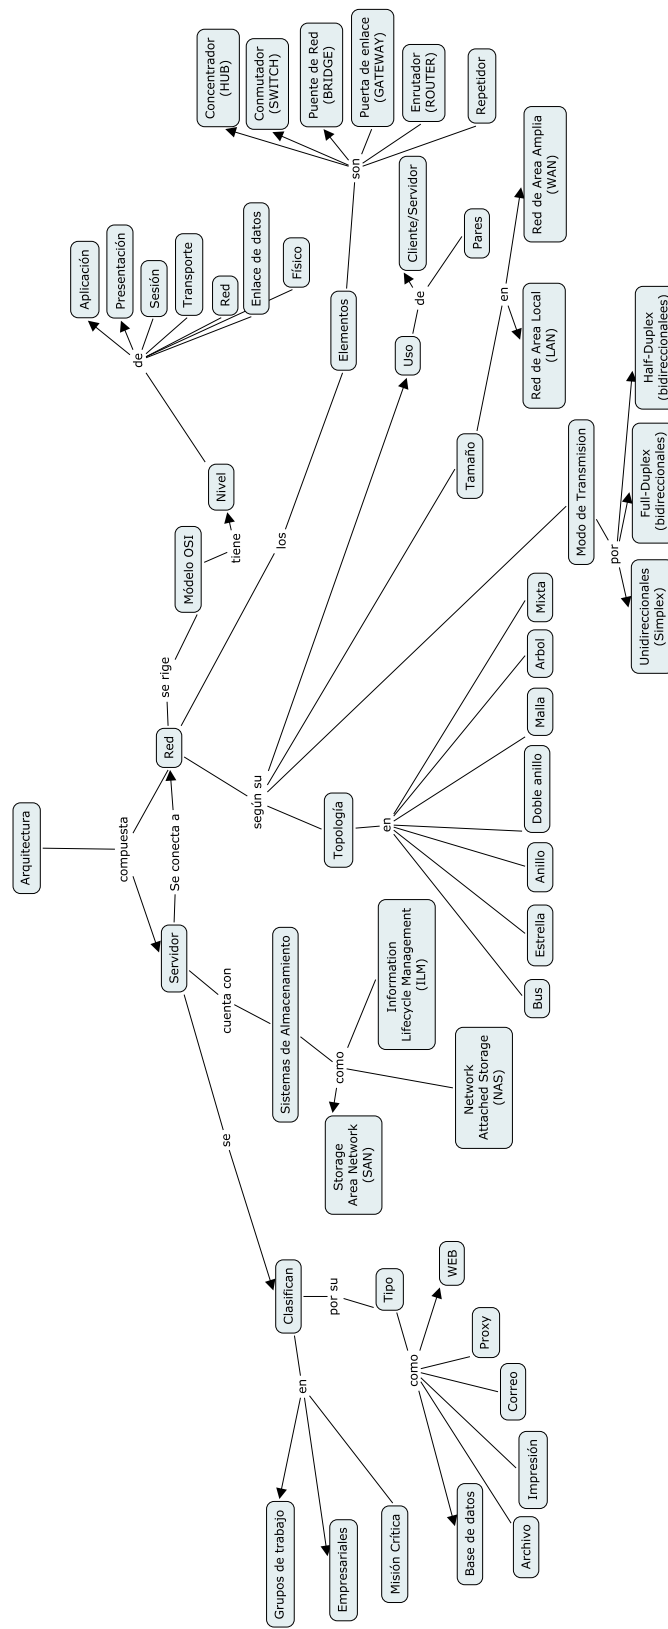 Arquitectura
compuesta
Servidor
Se conecta a
Red
se rige
Módelo OSI
tiene
Nivel
de
Aplicación
Presentación
Sesión
Transporte
Red
Enlace de datos
Físico
los
Elementos
son
Concentrador
(HUB)
Conmutador
(SWITCH)
Puente de Red
(BRIDGE)
Puerta de enlace
(GATEWAY)
Enrutador
(ROUTER)
Repetidor
según su
Uso
de
Cliente/Servidor
Pares
Tamaño
en
Red de Area Local
(LAN)
Red de Area Amplia
(WAN)
Modo de Transmision
por
Unidireccionales
(Simplex)
Full-Duplex
(bidireccionales)
Half-Duplex
(bidireccionalees)
Topología
en
Bus
Estrella
Anillo
Doble anillo
Malla
Arbol
Mixta
cuenta con
Sistemas de Almacenamiento
como
Storage
Area Network
(SAN)
Network
Attached Storage
(NAS)
Information
Lifecycle Management
(ILM)
se
Clasifican
en
Grupos de trabajo
Empresariales
Misión Crítica
por su
Tipo
como
Base de datos
Archivo
Impresión
Correo
Proxy
WEB